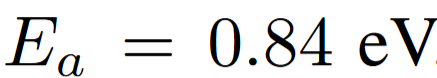 Eₐ = 0.84 eV